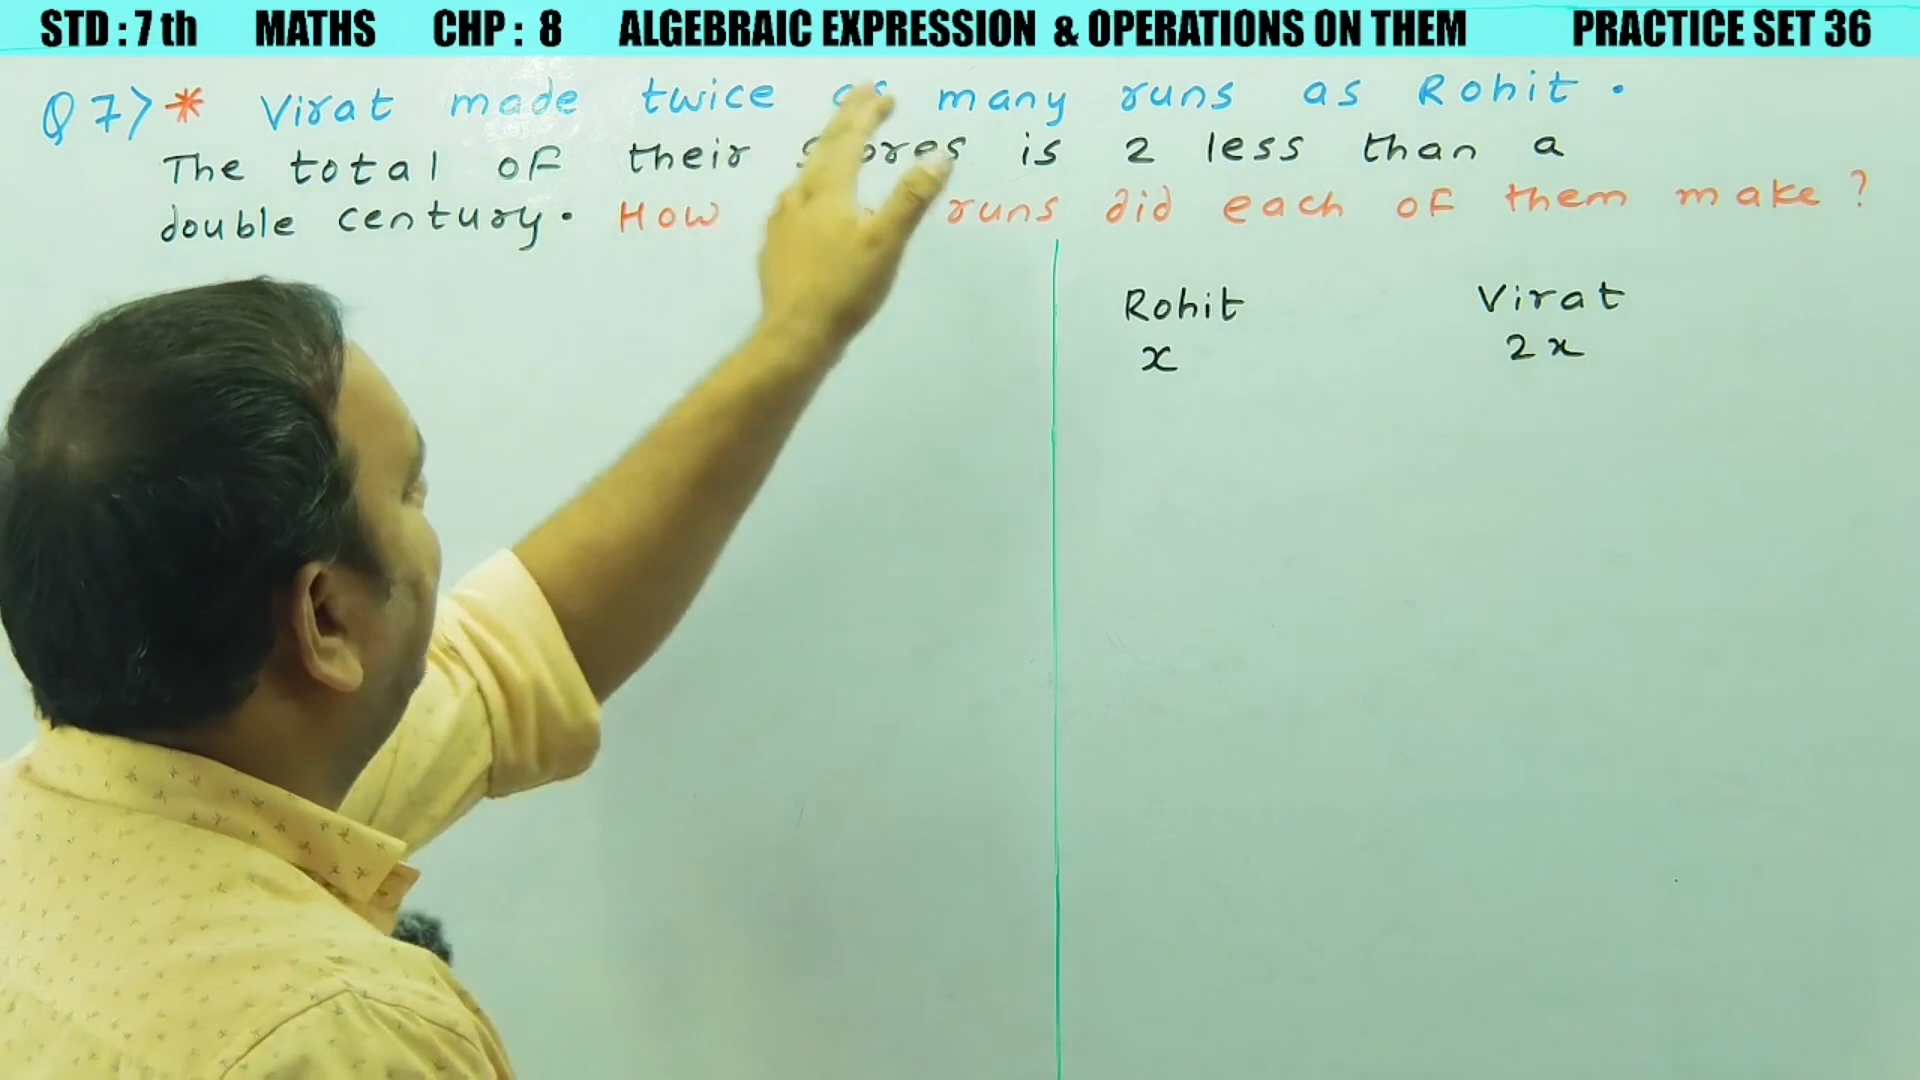 STD : 7 th MATHS CHP : 8 ALGEBRAIC EXPRESSION & OPERATIONS ON THEM PRACTICE SET 36
Q 7) * Virat made twice as many runs as Rohit .
The total of their scores is 2 less than a
double century. How runs did each of them make ?
Rohit Virat
x 2x